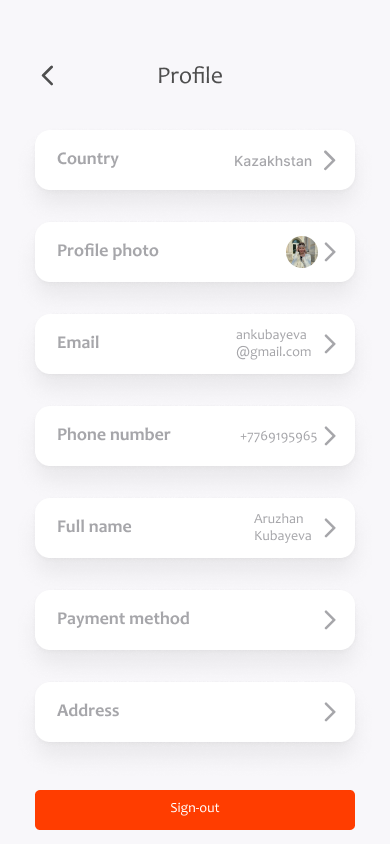 Profile
Country
Kazakhstan
Profile photo
Email
ankubayeva
@gmail.com
Phone number
+7769195965
Full name
Aruzhan
Kubayeva
Payment method
Address
Sign-out